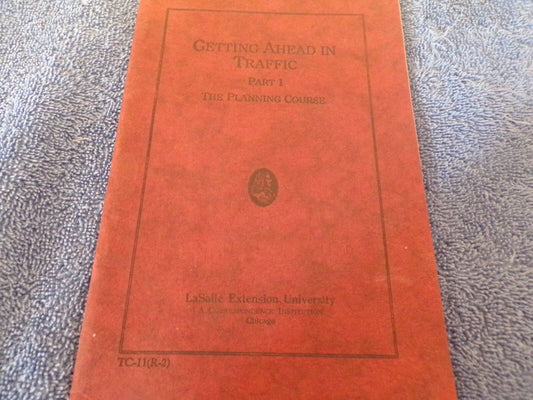 GETTING AHEAD IN
TRAFFIC
PART 1
THE PLANNING COURSE
LaSalle Extension University
A CORRESPONDENCE INSTITUTION
Chicago
TC-11(R-2)